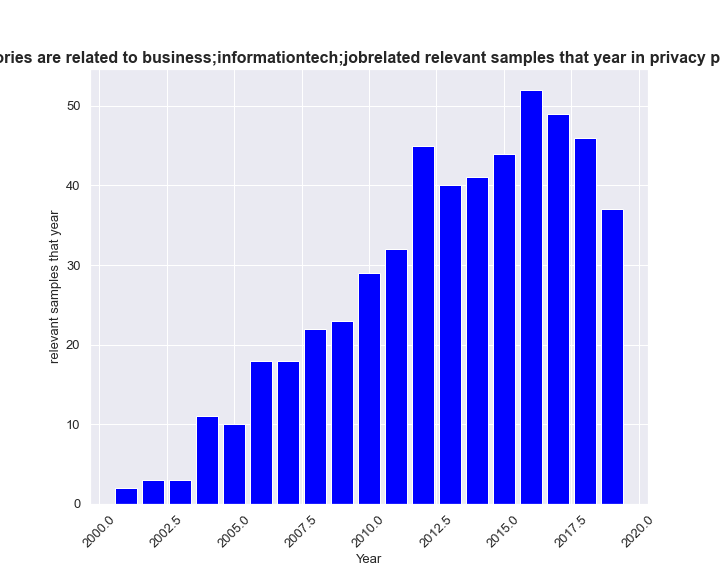 ories are related to business;informationtech;jobrelated relevant samples that year in privacy p
50
40
30
20
10
0
relevant samples that year
2000.0 2002.5 2005.0 2007.5 2010.0 2012.5 2015.0 2017.5 2020.0
Year